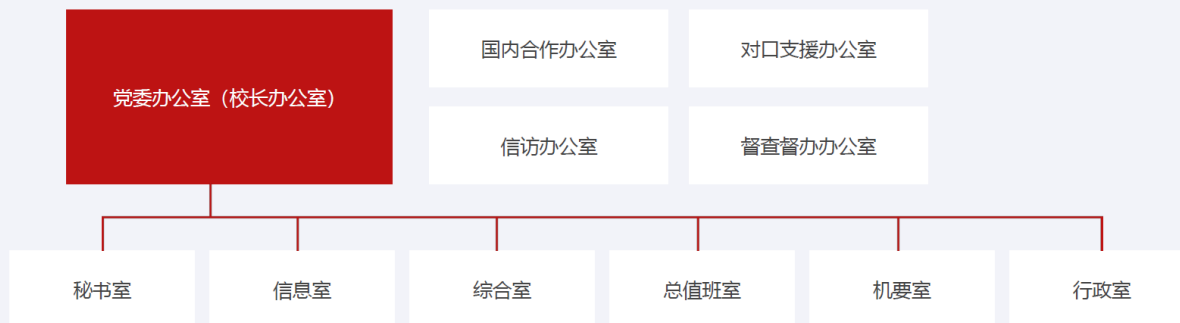 党委办公室（校长办公室）
国内合作办公室
对口支援办公室
信访办公室
督查督办办公室
秘书室
信息室
综合室
总值班室
机要室
行政室